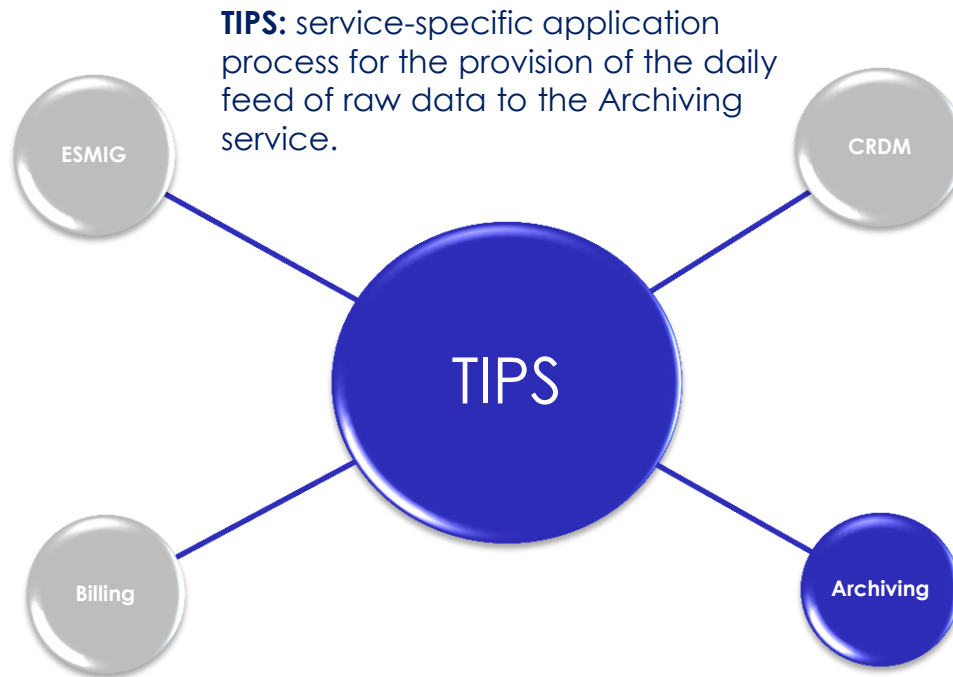 TIPS: service-specific application
process for the provision of the daily
feed of raw data to the Archiving
service.
ESMIG
CRDM
TIPS
Billing
Archiving